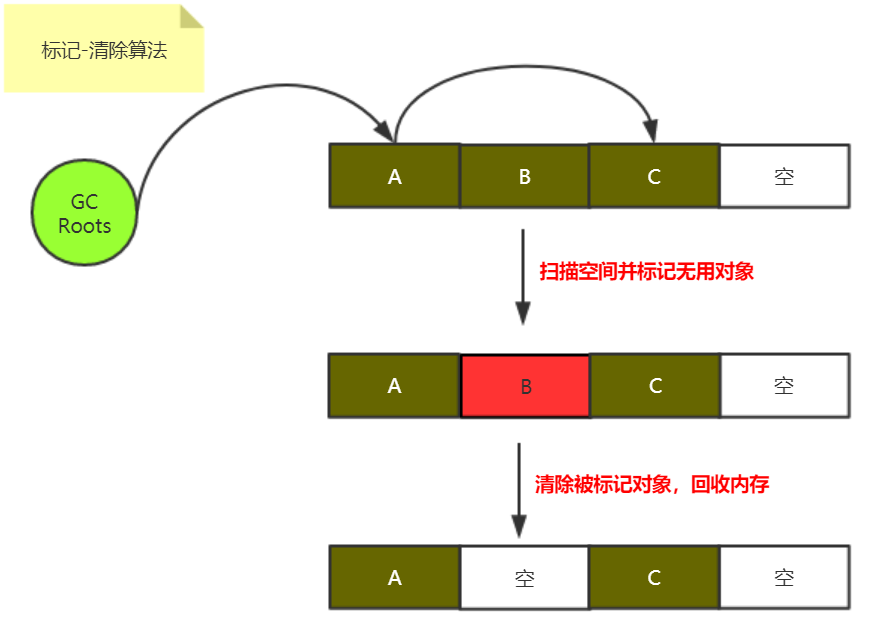 标记-清除算法
GC
Roots
A B C 空
扫描空间并标记无用对象
A B C 空
清除被标记对象，回收内存
A 空 C 空